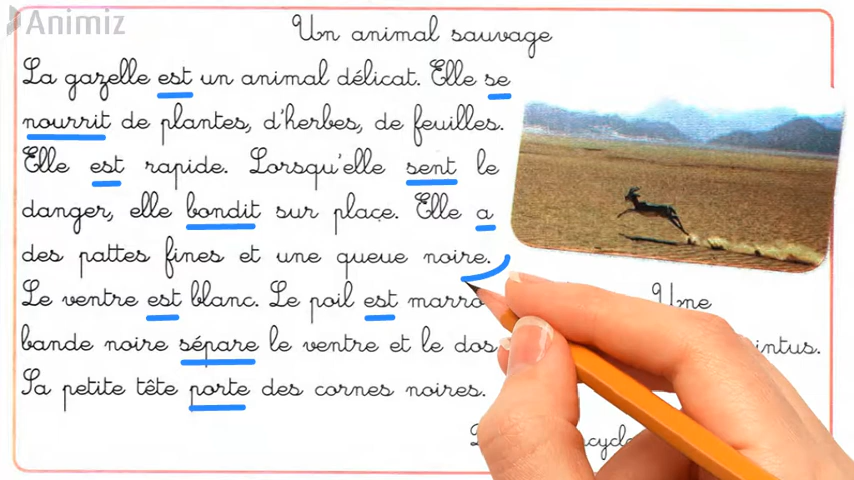 Animiz
Un animal sauvage
La gazelle est un animal délicat. Elle se
nourrit de plantes, d'herbes, de feuilles.
Elle est rapide. Lorsqu'elle sent le
danger, elle bondit sur place. Elle a
des pattes fines et une queue noire.
Le ventre est blanc. Le poil est Une
bande noire sépare le ventre et le dos
Sa petite tête porte des cornes noires.